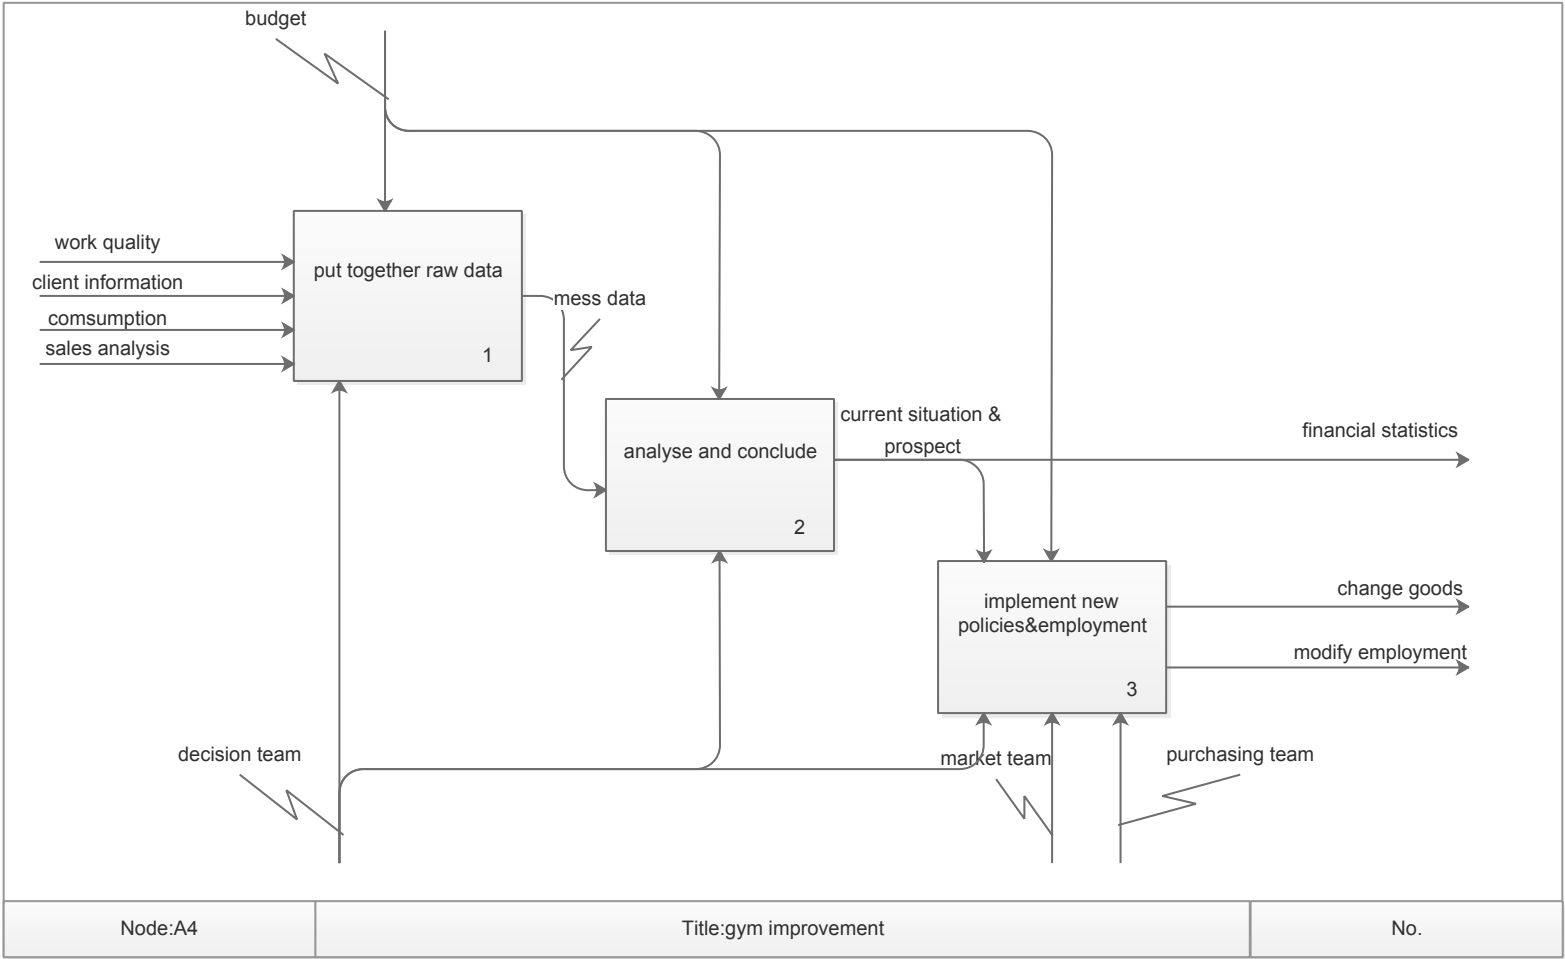 budget
work quality
client information
comsumption
sales analysis
put together raw data
1
mess data
analyse and conclude
2
current situation &
prospect
financial statistics
implement new
policies&employment
3
change goods
modify employment
decision team
market team
purchasing team
Node:A4
Title:gym improvement
No.